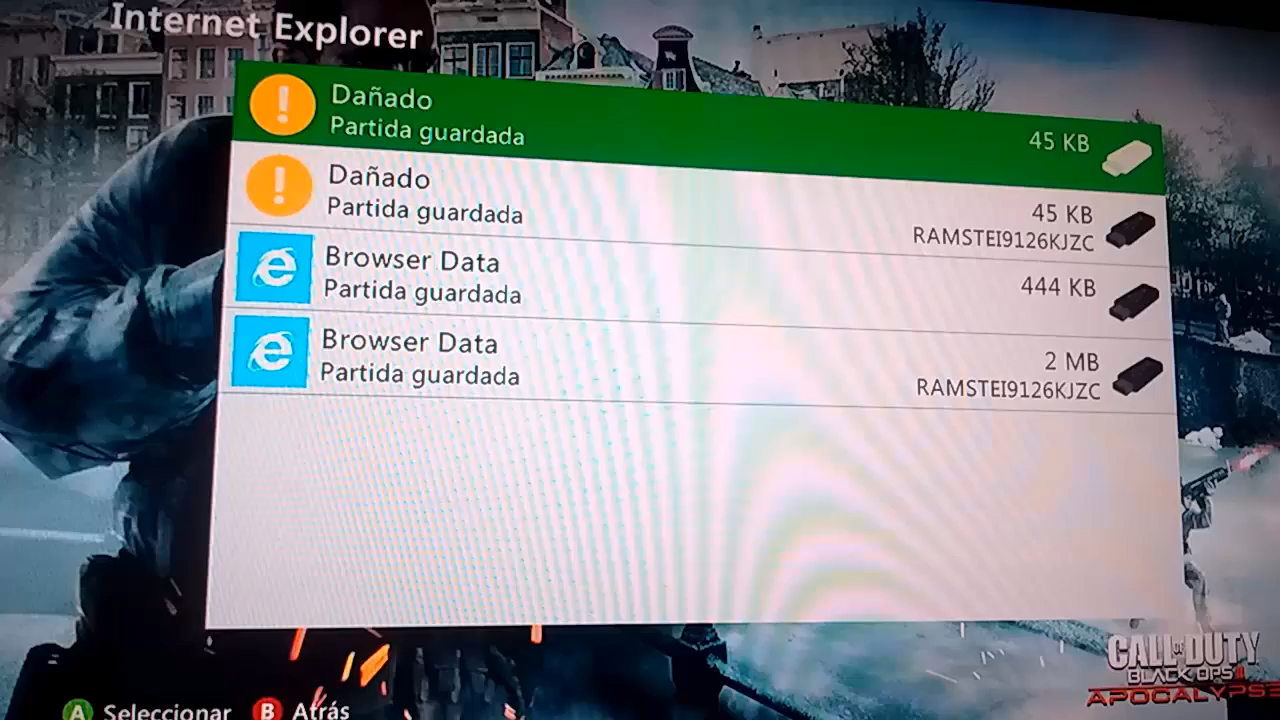 Internet Explorer
Dañado
Partida guardada
45 KB
Dañado
Partida guardada
45 KB
RAMSTEI9126KJZC
Browser Data
Partida guardada
444 KB
Browser Data
Partida guardada
2 MB
RAMSTEI9126KJZC
CALL OF DUTY
BLACK OPS II
APOCALYPSE
A Seleccionar B Atrás